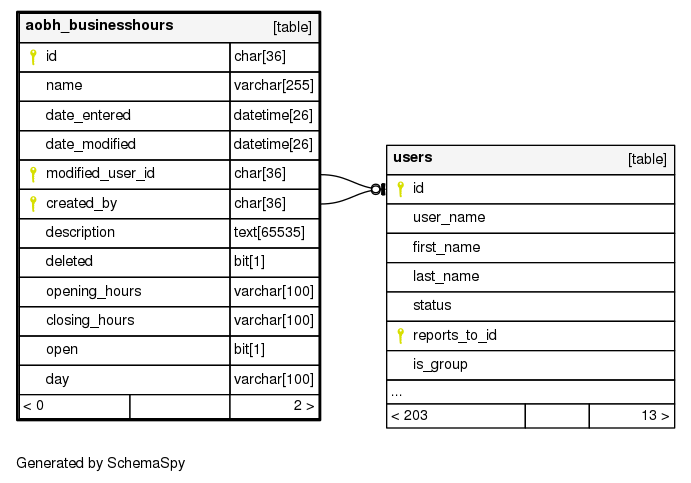 aobh_businesshours [table]
id char[36]
name varchar[255]
date_entered datetime[26]
date_modified datetime[26]
modified_user_id char[36]
created_by char[36]
description text[65535]
deleted bit[1]
opening_hours varchar[100]
closing_hours varchar[100]
open bit[1]
day varchar[100]
< 0 2 >
users [table]
id
user_name
first_name
last_name
status
reports_to_id
is_group
...
< 203 13 >
Generated by SchemaSpy